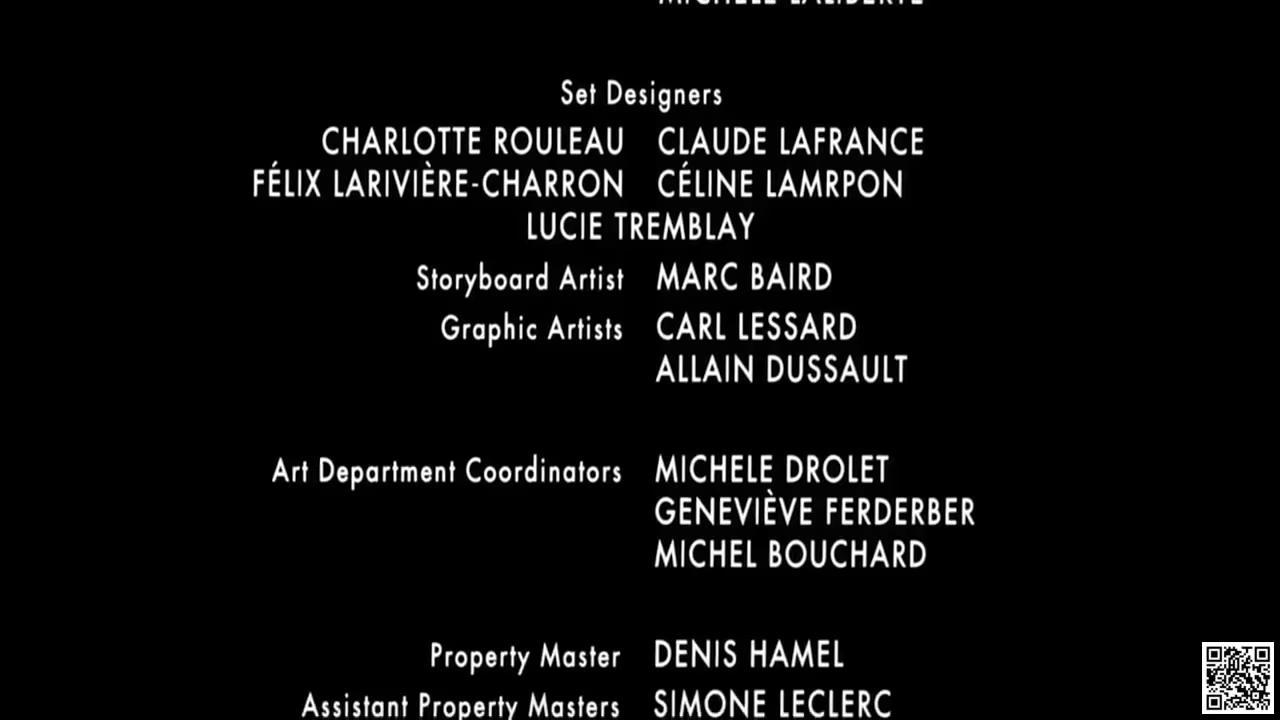 MICHELE LALIBERTE
Set Designers
CHARLOTTE ROULEAU CLAUDE LAFRANCE
FÉLIX LARIVIÈRE-CHARRON CÉLINE LAMRPON
LUCIE TREMBLAY
Storyboard Artist MARC BAIRD
Graphic Artists CARL LESSARD
ALLAIN DUSSAULT
Art Department Coordinators MICHELE DROLET
GENEVIÈVE FERDERBER
MICHEL BOUCHARD
Property Master DENIS HAMEL
Assistant Property Masters SIMONE LECLERC